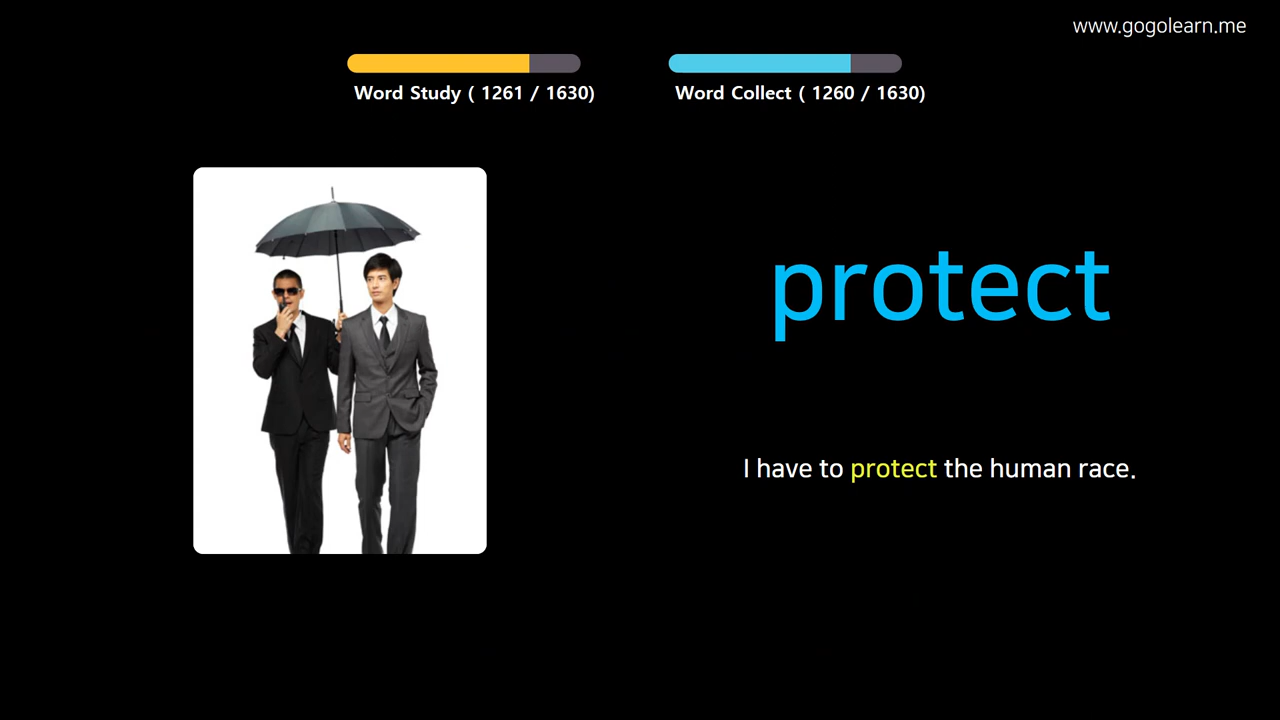 www.gogolearn.me
Word Study ( 1261 / 1630)
Word Collect ( 1260 / 1630)
protect
I have to protect the human race.